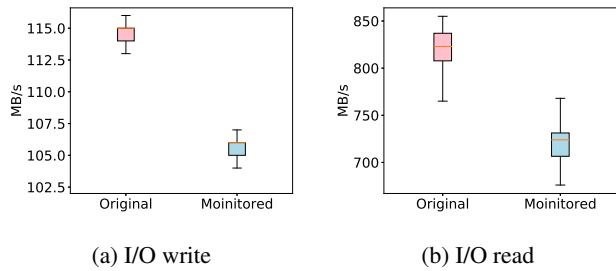 MB/s
115.0
112.5
110.0
107.5
105.0
102.5
Original
Moinitored
(a) I/O write
MB/s
850
800
750
700
Original
Moinitored
(b) I/O read